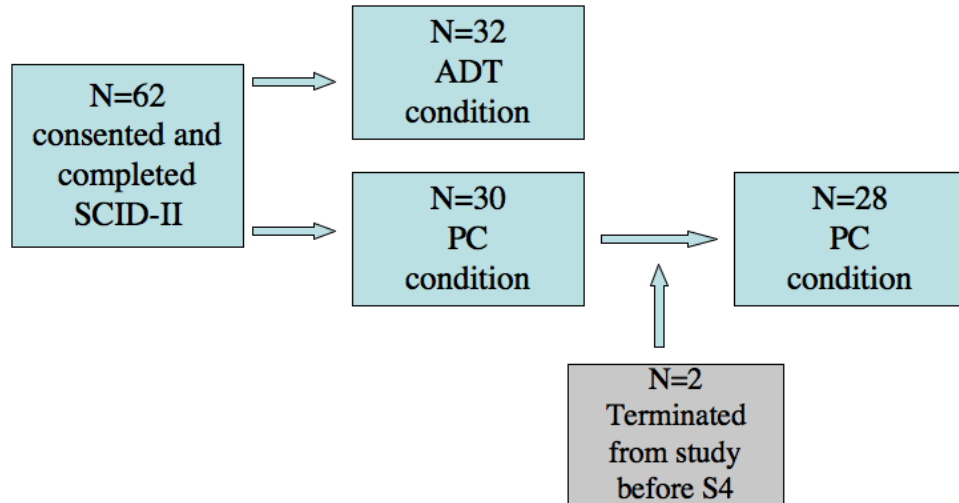 N=62
consented and
completed
SCID-II
N=32
ADT
condition
N=30
PC
condition
N=28
PC
condition
N=2
Terminated
from study
before S4